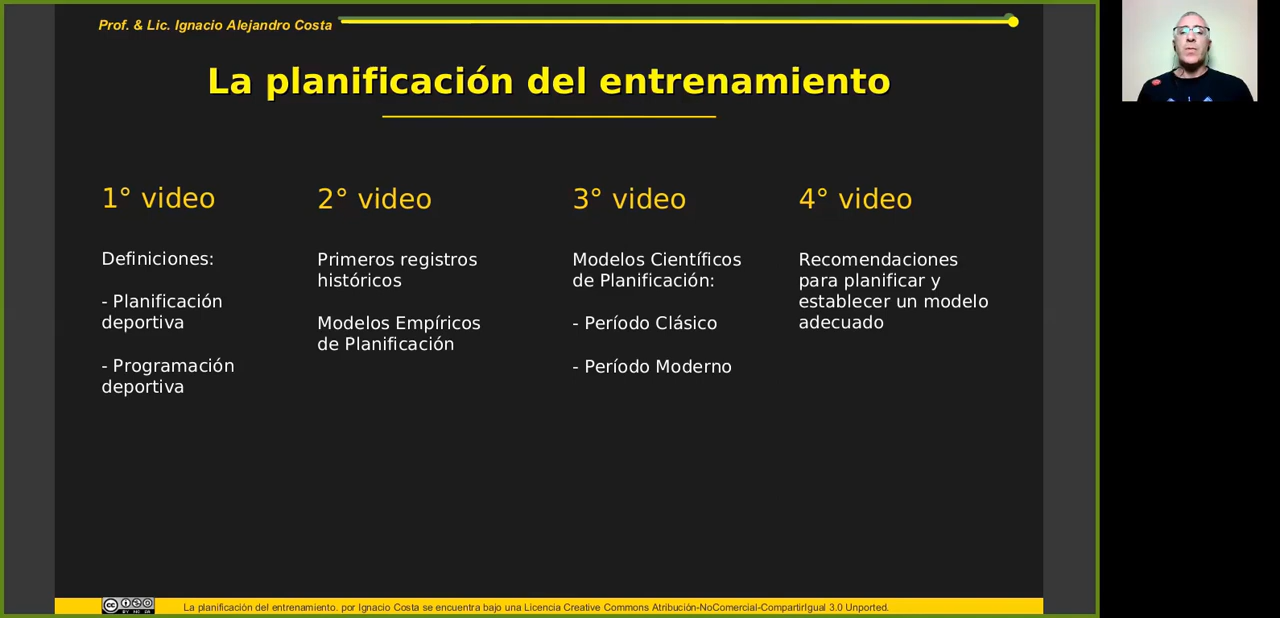 Prof. & Lic. Ignacio Alejandro Costa
La planificación del entrenamiento
1° video
Definiciones:
- Planificación
deportiva
- Programación
deportiva
2° video
Primeros registros
históricos
Modelos Empíricos
de Planificación
3° video
Modelos Científicos
de Planificación:
- Período Clásico
- Período Moderno
4° video
Recomendaciones
para planificar y
establecer un modelo
adecuado
La planificación del entrenamiento. por Ignacio Costa se encuentra bajo una Licencia Creative Commons Atribución-NoComercial-CompartirIgual 3.0 Unported.